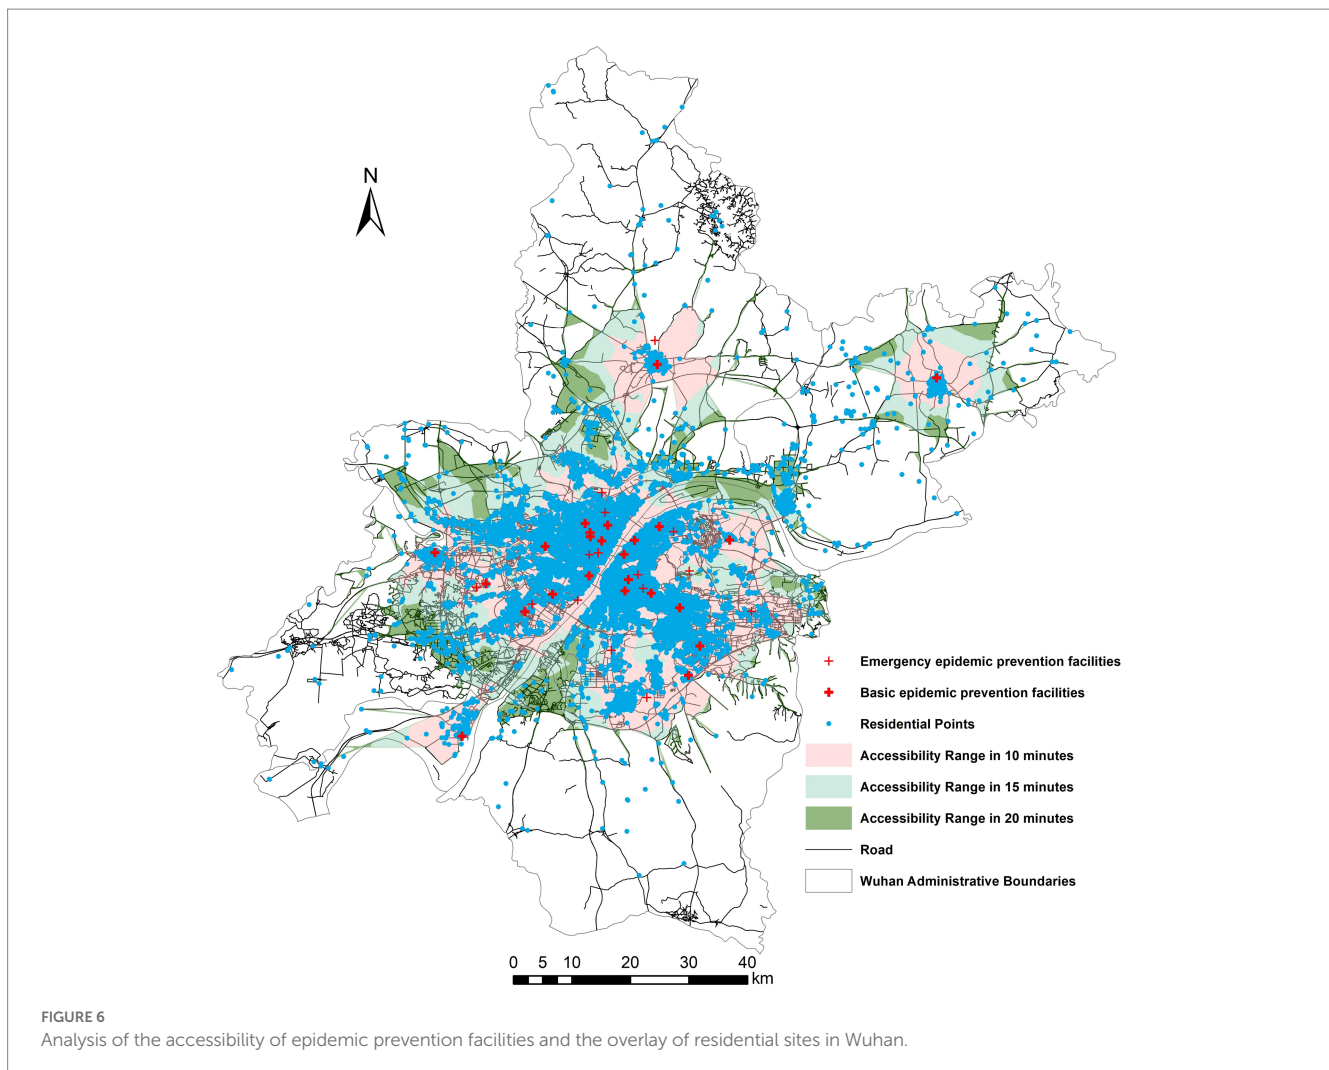 N
Emergency epidemic prevention facilities
Basic epidemic prevention facilities
Residential Points
Accessibility Range in 10 minutes
Accessibility Range in 15 minutes
Accessibility Range in 20 minutes
Road
Wuhan Administrative Boundaries
0 5 10 20 30 40
km
FIGURE 6
Analysis of the accessibility of epidemic prevention facilities and the overlay of residential sites in Wuhan.